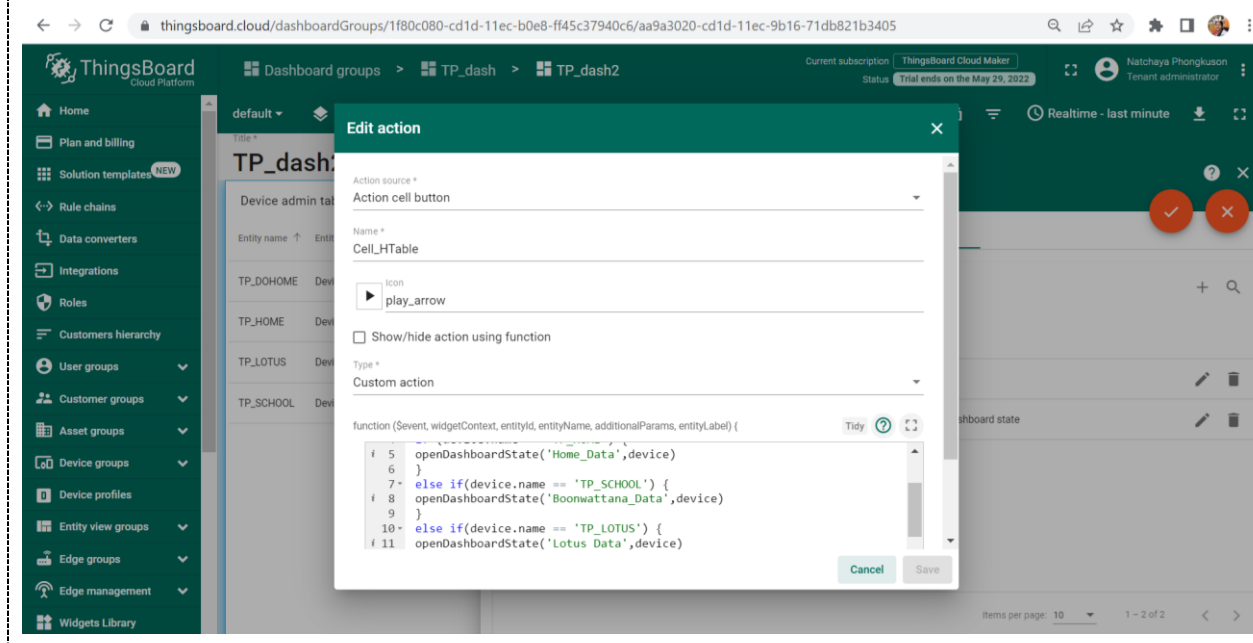 thingsboard.cloud/dashboardGroups/1f80c080-cd1d-11ec-b0e8-ff45c37940c6/aa9a3020-cd1d-11ec-9b16-71db821b3405
ThingsBoard
Cloud Platform
Dashboard groups > TP_dash > TP_dash2
Current subscription ThingsBoard Cloud Maker
Status Trial ends on the May 29, 2022
Natchaya Phongkuson
Tenant administrator
Home
Plan and billing
Solution templates NEW
Rule chains
Data converters
Integrations
Roles
Customers hierarchy
User groups
Customer groups
Asset groups
Device groups
Device profiles
Entity view groups
Edge groups
Edge management
Widgets Library
default
Realtime - last minute
Title *
TP_dash
Device admin tab
Entity name Entit
TP_DOHOME Devi
TP_HOME Devi
TP_LOTUS Devi
TP_SCHOOL Devi
Edit action
Action source *
Action cell button
Name *
Cell_HTable
Icon
play_arrow
Show/hide action using function
Type *
Custom action
function ($event, widgetContext, entityId, entityName, additionalParams, entityLabel) {
Tidy
i 5 openDashboardState('Home_Data',device)
6 }
7 else if(device.name == 'TP_SCHOOL') {
i 8 openDashboardState('Boonwattana_Data',device)
9 }
10 else if(device.name == 'TP_LOTUS') {
i 11 openDashboardState('Lotus Data',device)
Cancel Save
shboard state
Items per page: 10 1 – 2 of 2